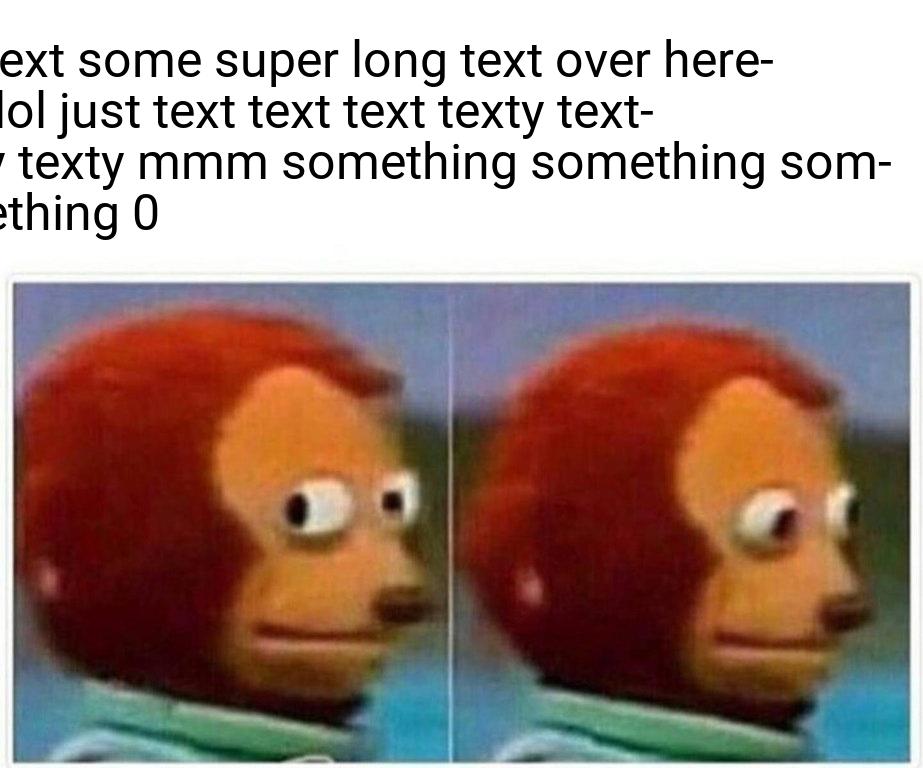 ext some super long text over here-
lol just text text text texty text-
texty mmm something something som-
ething 0